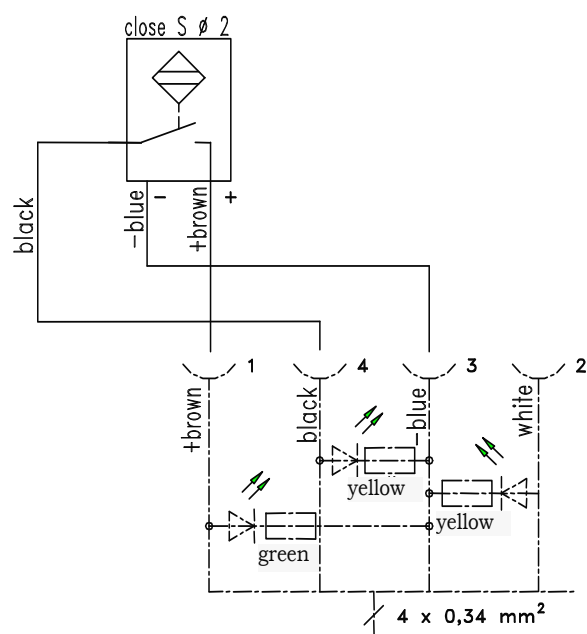 close S ø 2
- +
black
-blue
+brown
1 4 3 2
+brown
black
-blue
white
yellow
yellow
green
4 x 0,34 mm²